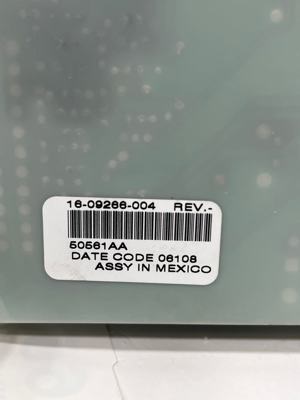 16-09266-004 REV.-
50561AA
DATE CODE 06108
ASSY IN MEXICO